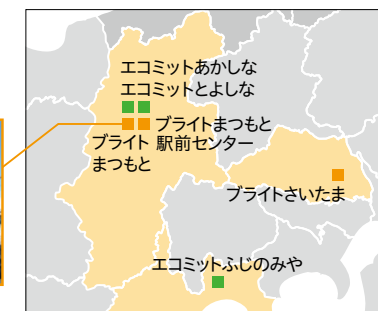 エコミットあかしな
エコミットとよしな
ブライトまつもと
駅前センター
ブライト
まつもと
ブライトさいたま
エコミットふじのみや